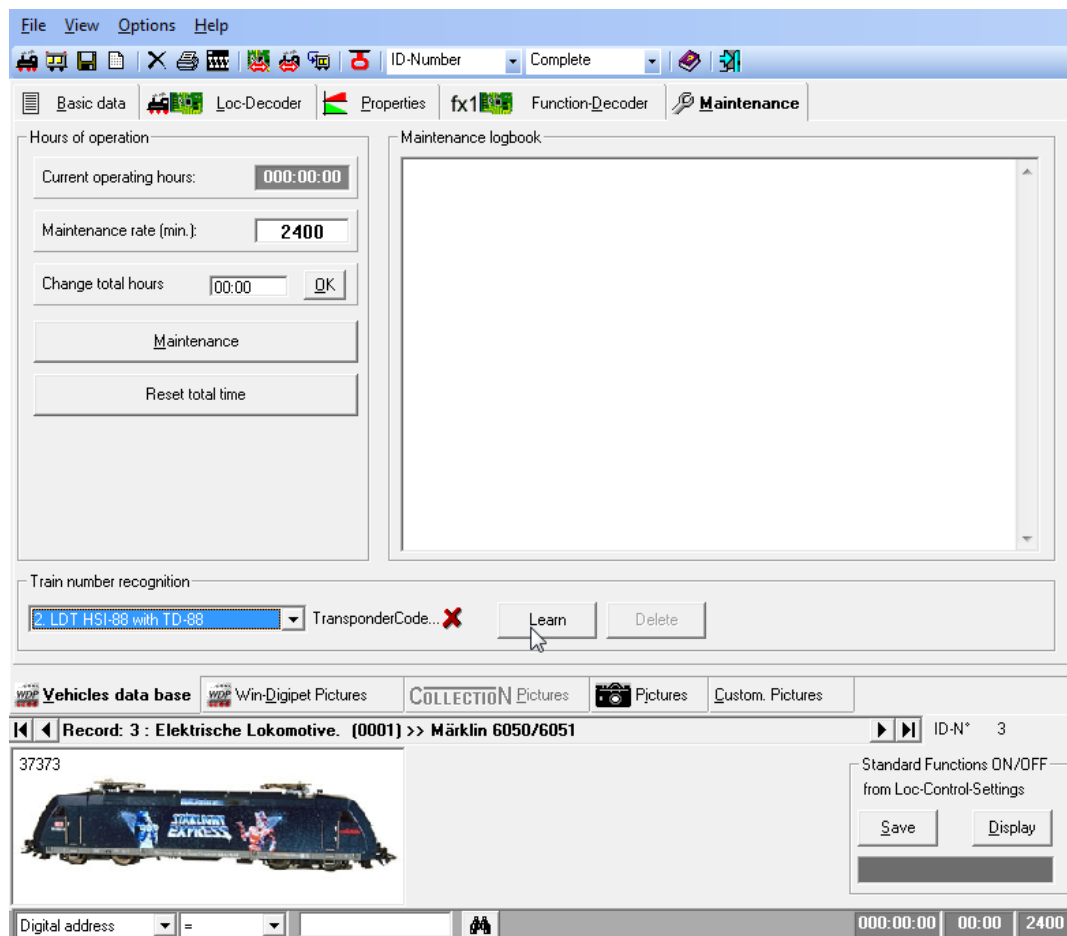 File View Options Help
ID-Number Complete
Basic data Loc-Decoder Properties fx1 Function-Decoder Maintenance
Hours of operation
Current operating hours: 000:00:00
Maintenance rate (min.): 2400
Change total hours 00:00 OK
Maintenance
Reset total time
Maintenance logbook
Train number recognition
2. LDT HSI-88 with TD-88 TransponderCode... Learn Delete
WDP Vehicles data base WDP Win-Digipet Pictures COLLECTION Pictures Pictures Custom. Pictures
Record: 3 : Elektrische Lokomotive. (0001) >> Märklin 6050/6051 ID-N° 3
37373
STARLIGHT
EXPRESS
Standard Functions ON/OFF
from Loc-Control-Settings
Save Display
Digital address = 000:00:00 00:00 2400